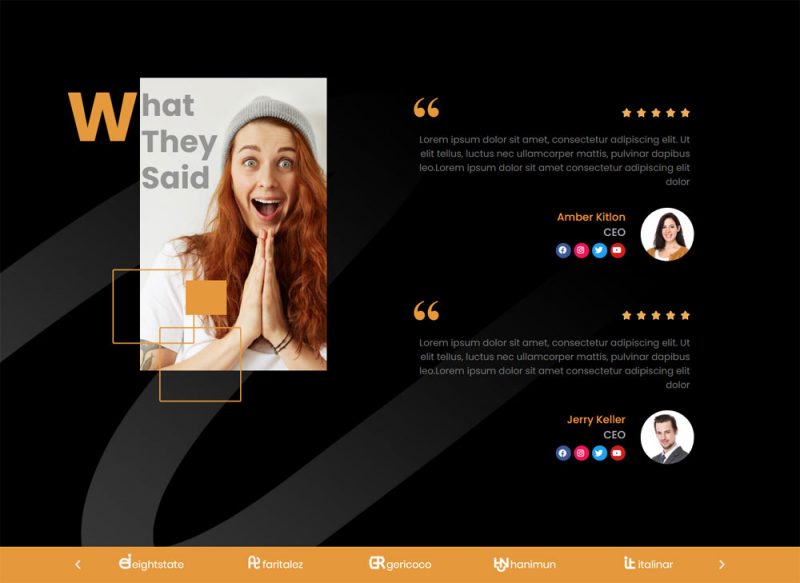 What
They
Said
Lorem ipsum dolor sit amet, consectetur adipiscing elit. Ut
elit tellus, luctus nec ullamcorper mattis, pulvinar dapibus
leo.Lorem ipsum dolor sit amet consectetur adipiscing elit
dolor
Amber Kitlon
CEO
Lorem ipsum dolor sit amet, consectetur adipiscing elit. Ut
elit tellus, luctus nec ullamcorper mattis, pulvinar dapibus
leo.Lorem ipsum dolor sit amet consectetur adipiscing elit
dolor
Jerry Keller
CEO
eightstate faritalez gericoco hanimun italinar